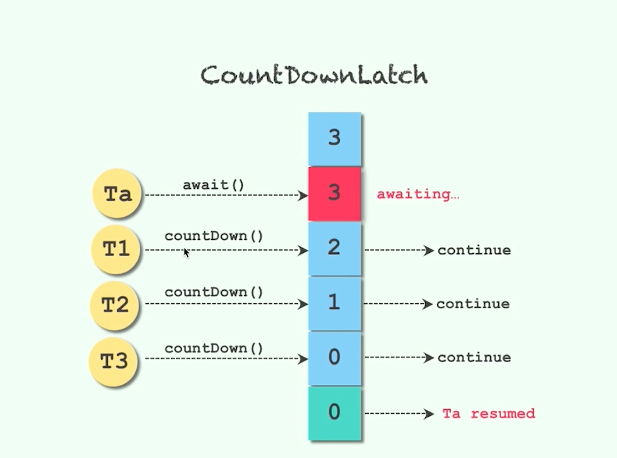 CountDownLatch
3
Ta await() 3 awaiting…
T1 countDown() 2 continue
T2 countDown() 1 continue
T3 countDown() 0 continue
0 Ta resumed